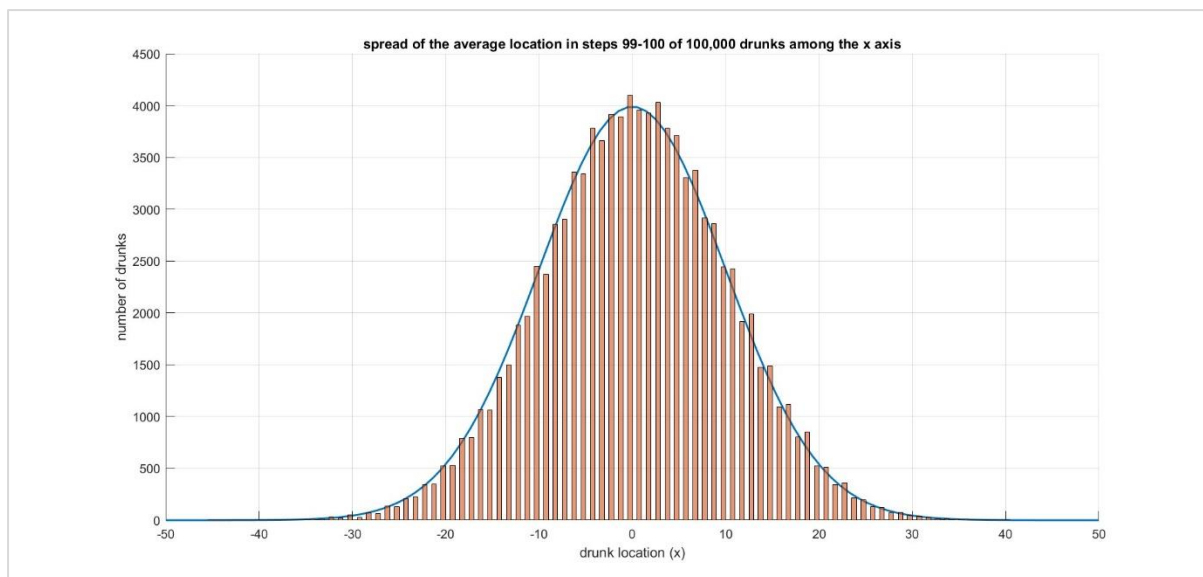 spread of the average location in steps 99-100 of 100,000 drunks among the x axis
4500
4000
3500
3000
2500
2000
1500
1000
500
0
number of drunks
-50 -40 -30 -20 -10 0 10 20 30 40 50
drunk location (x)